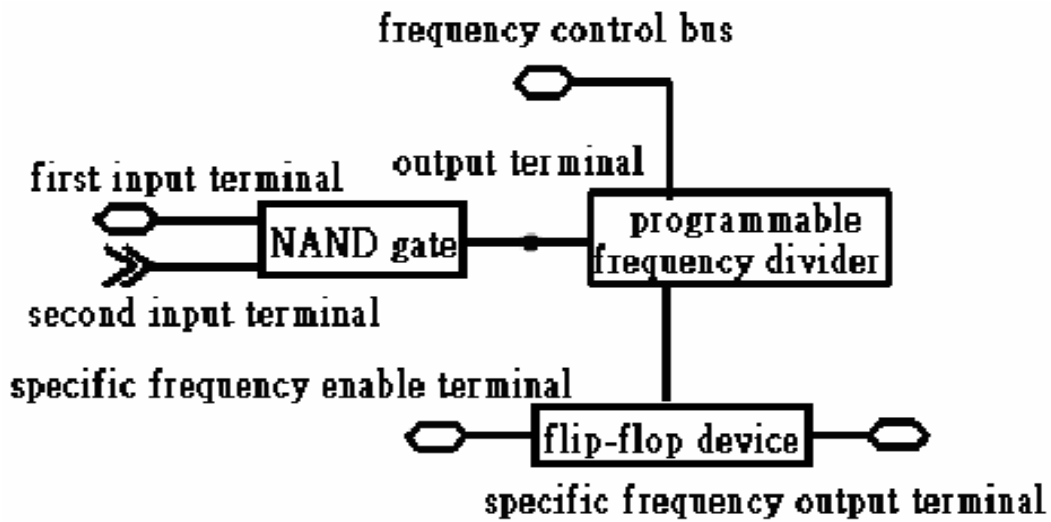 frequency control bus
output terminal
first input terminal
NAND gate
programmable
frequency divider
second input terminal
specific frequency enable terminal
flip-flop device
specific frequency output terminal